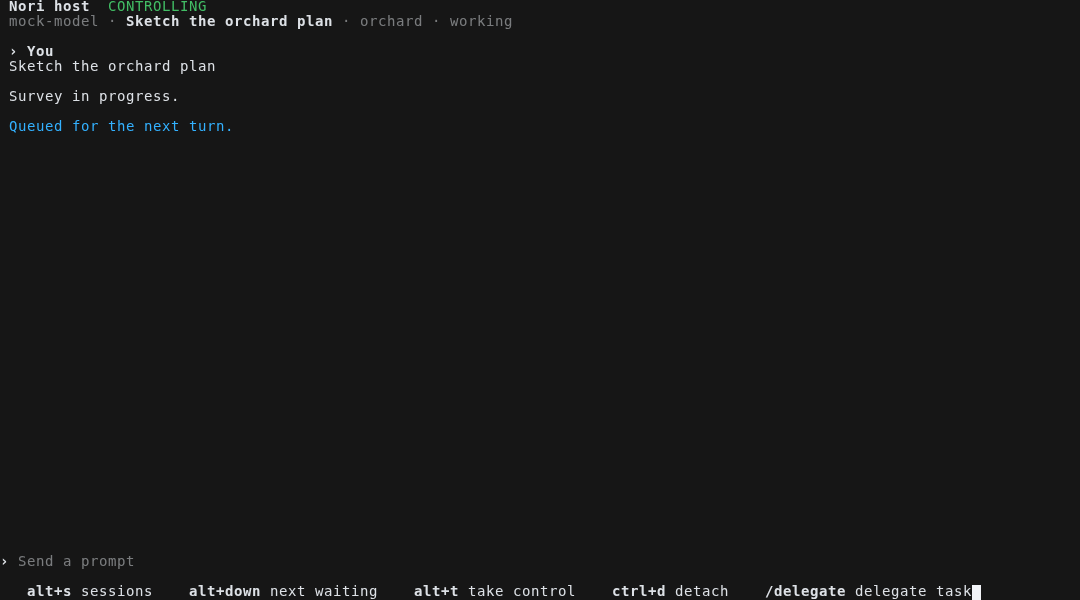 Nori host  CONTROLLING
mock-model · Sketch the orchard plan · orchard · working
› You
Sketch the orchard plan
Survey in progress.
Queued for the next turn.
› Send a prompt
alt+s sessions    alt+down next waiting    alt+t take control    ctrl+d detach    /delegate delegate task